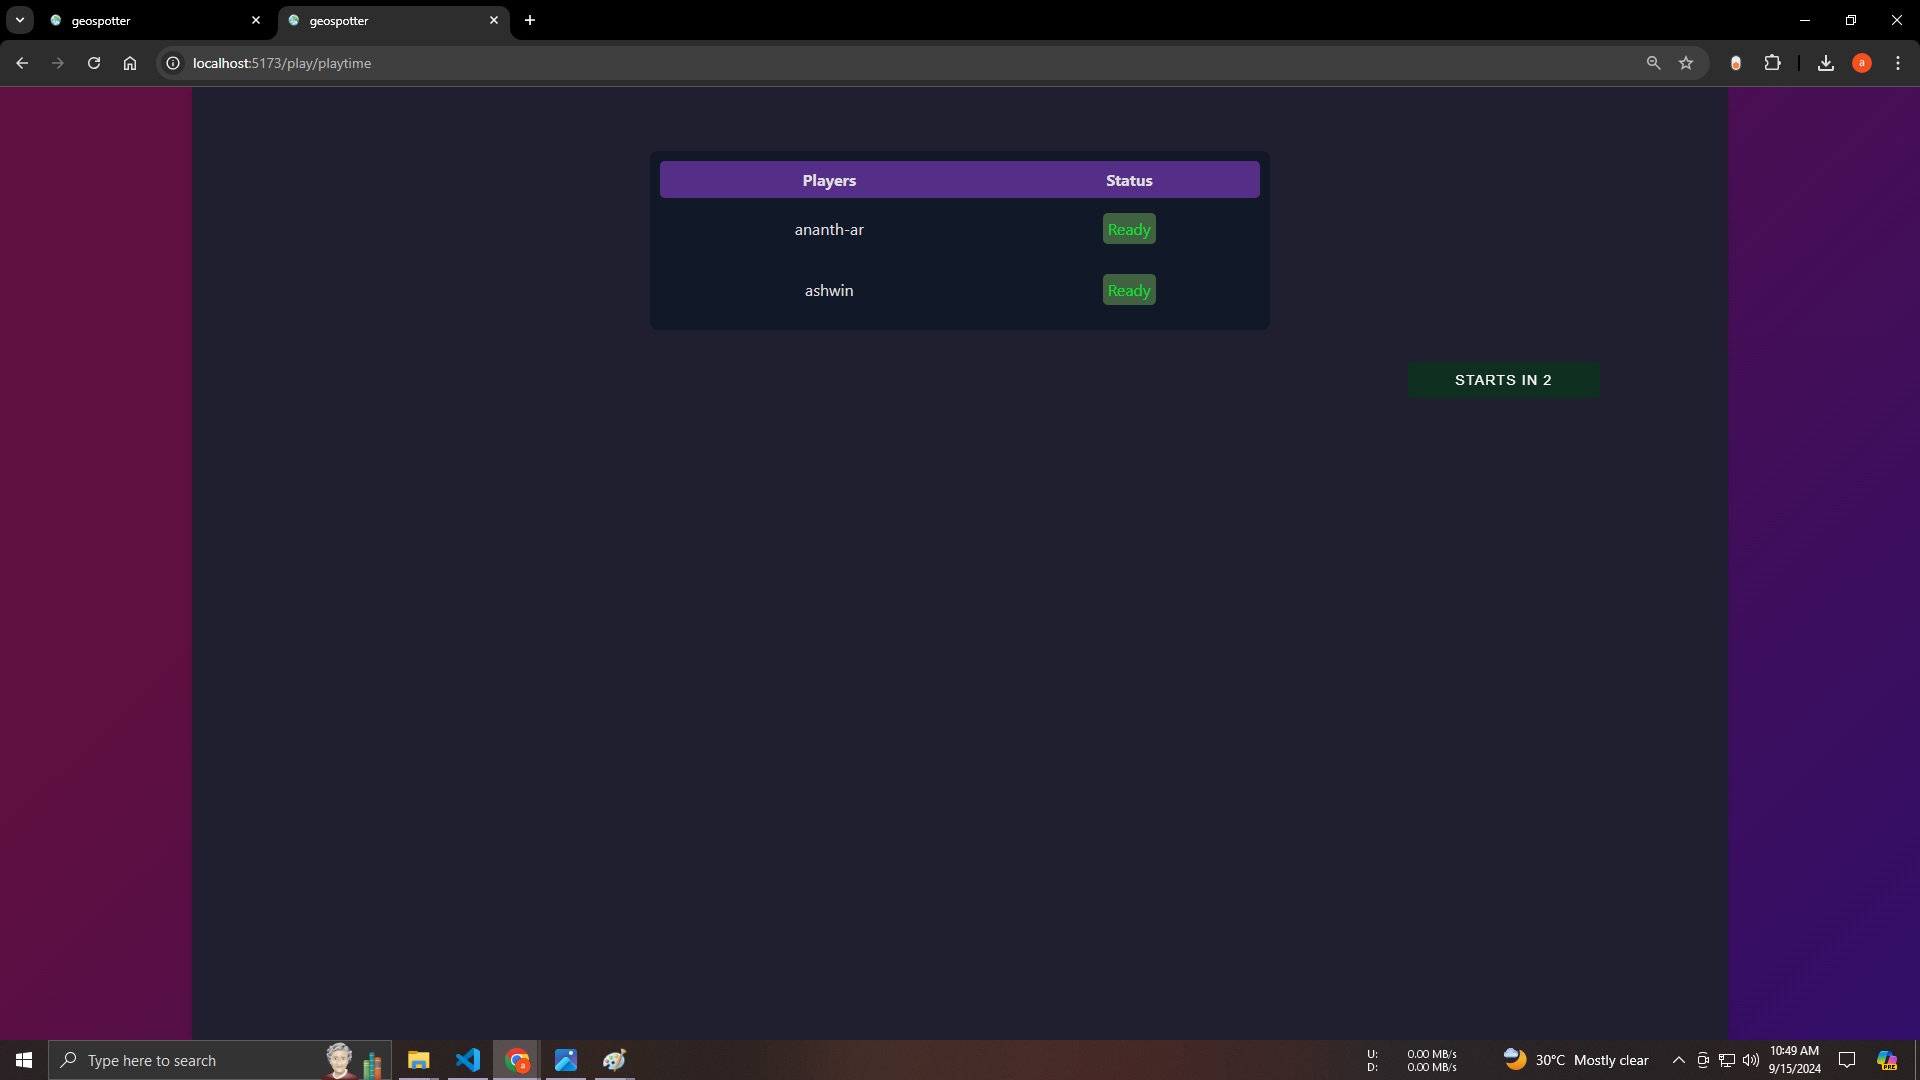 geospotter
geospotter
localhost:5173/play/playtime
a
Players Status
ananth-ar Ready
ashwin Ready
STARTS IN 2
Type here to search
a
U: 0.00 MB/s
D: 0.00 MB/s
30°C Mostly clear
10:49 AM
9/15/2024
PRE